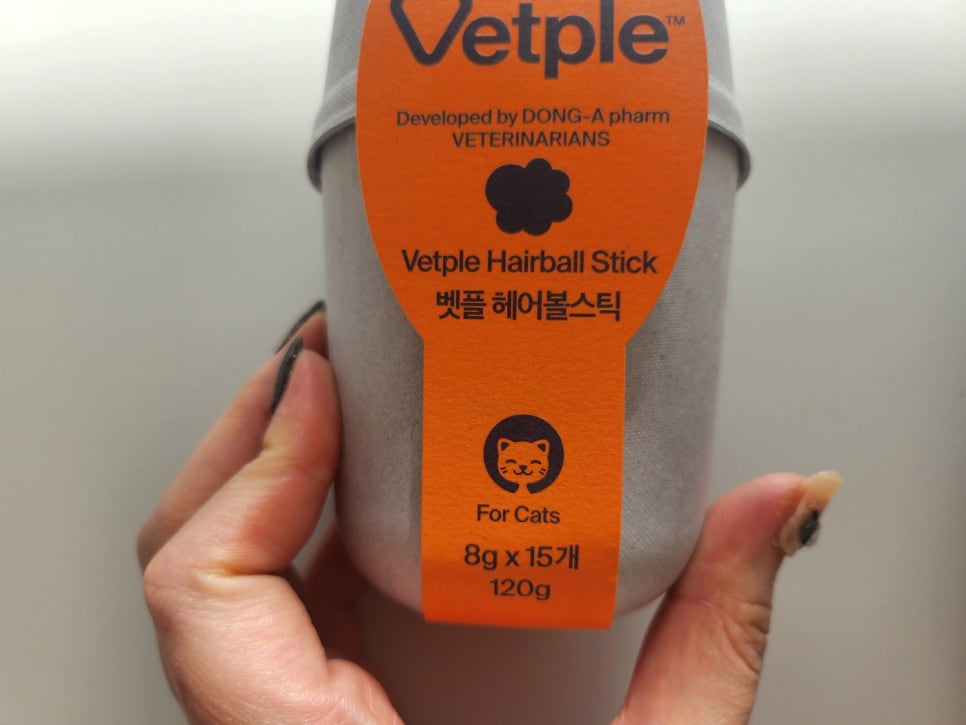 Vetple™
Developed by DONG-A pharm
VETERINARIANS
Vetple Hairball Stick
벳플 헤어볼스틱
For Cats
8g x 15개
120g